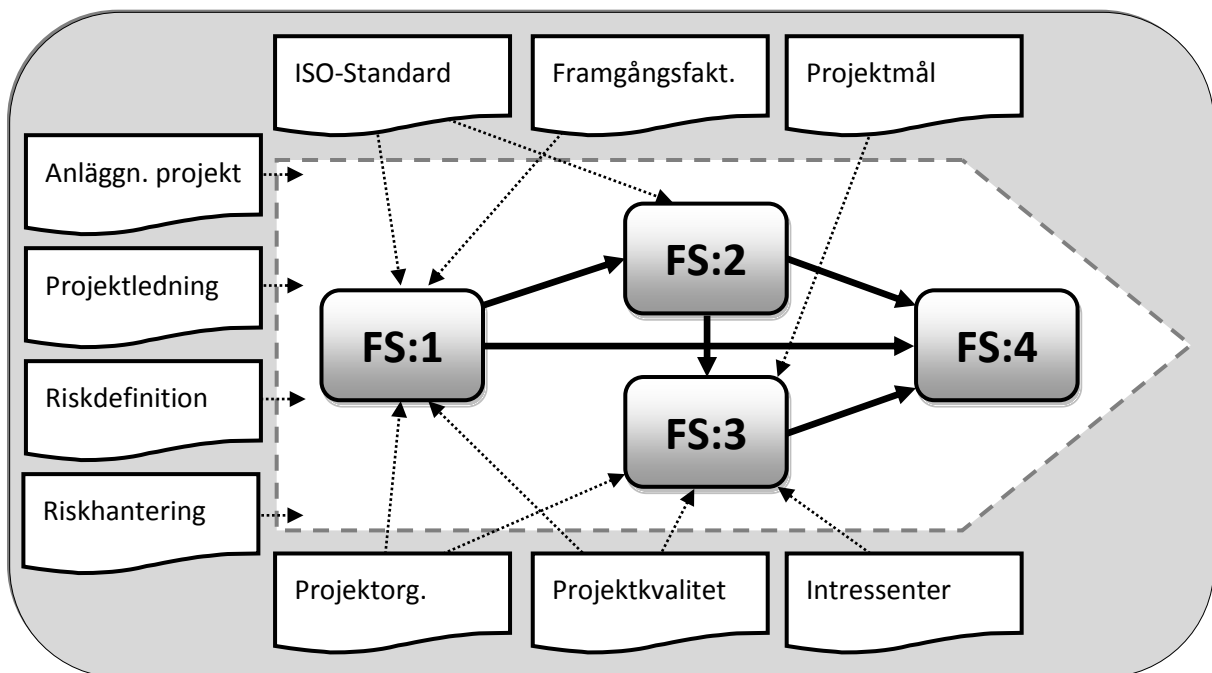 ISO-Standard
Framgångsfakt.
Projektmål
Anläggn. projekt
Projektledning
Riskdefinition
Riskhantering
FS:1
FS:2
FS:3
FS:4
Projektorg.
Projektkvalitet
Intressenter